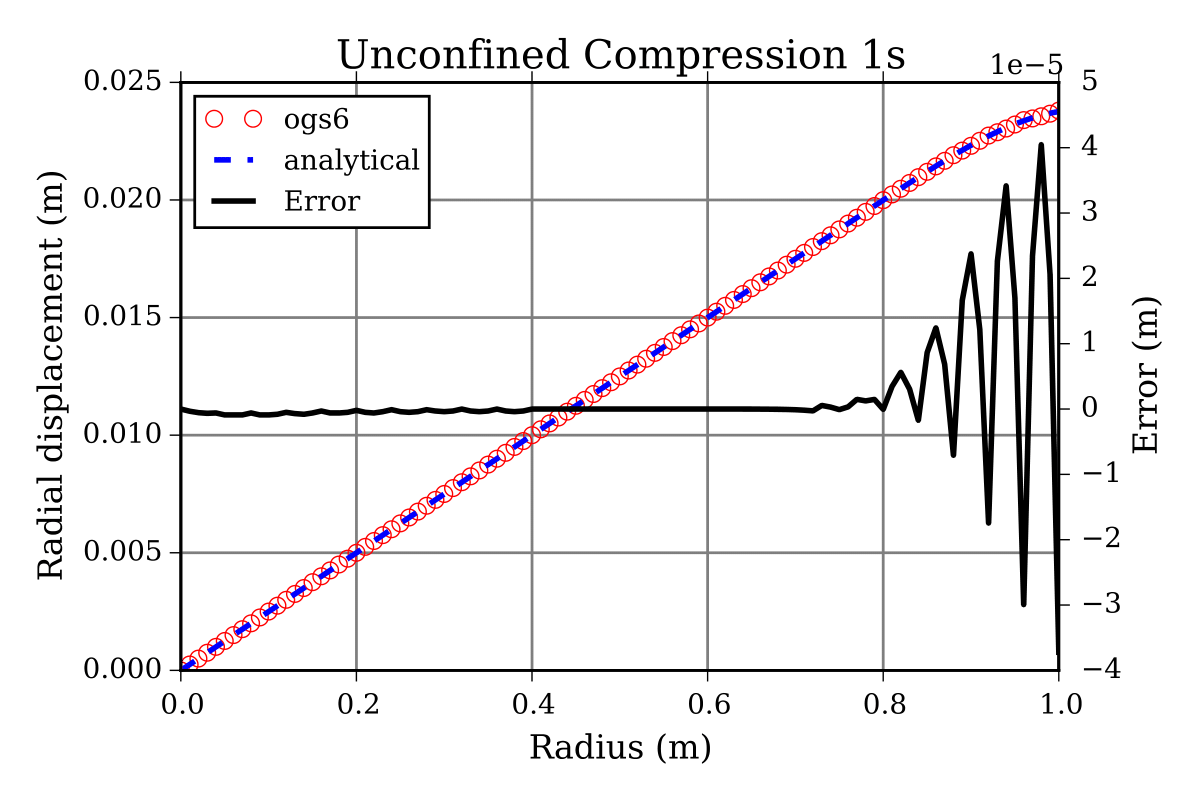 Unconfined Compression 1s
1e−5
0.025
0.020
0.015
0.010
0.005
0.000
Radial displacement (m)
ogs6
analytical
Error
5
4
3
2
1
0
−1
−2
−3
−4
Error (m)
0.0 0.2 0.4 0.6 0.8 1.0
Radius (m)